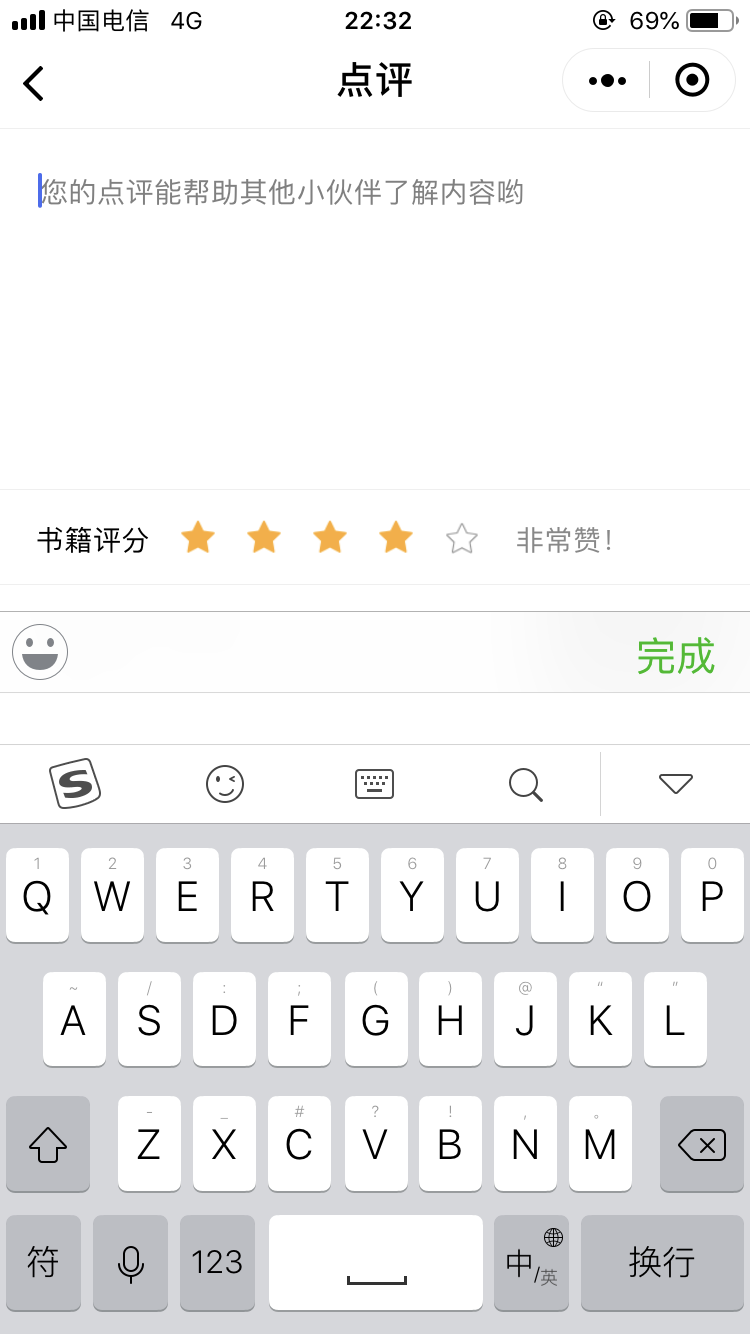 中国电信 4G 22:32 69%
点评
您的点评能帮助其他小伙伴了解内容哟
书籍评分 非常赞！
完成
S
1 2 3 4 5 6 7 8 9 0
Q W E R T Y U I O P
~ / : ; ( ) @ “ ”
A S D F G H J K L
- _ # ? ! , 。
Z X C V B N M
符 123 中/英 换行